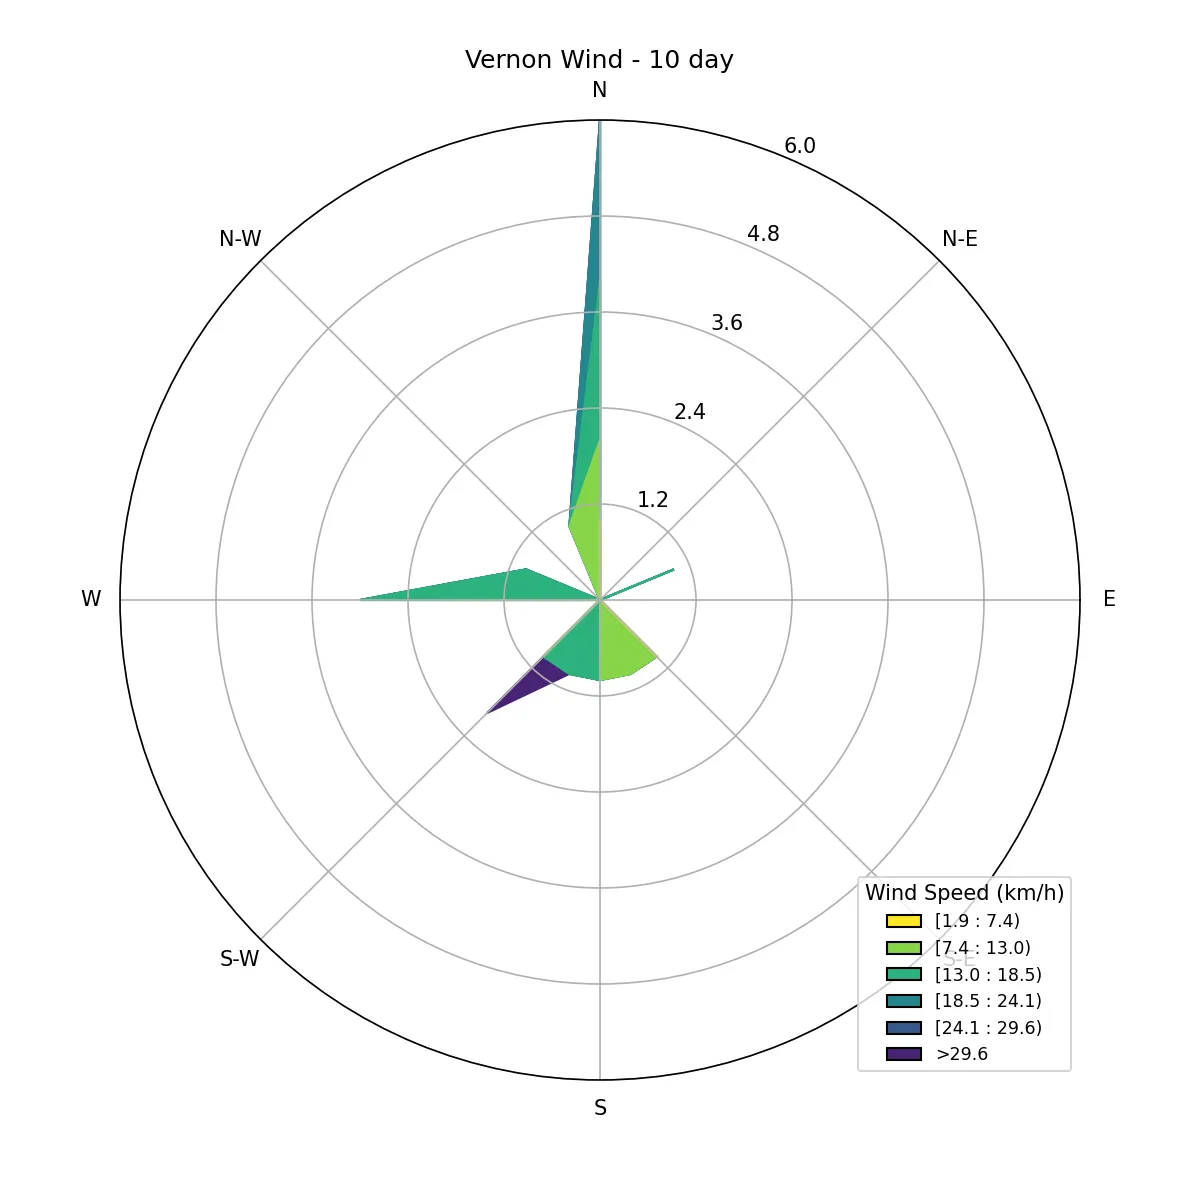 Vernon Wind - 10 day
N
6.0
N-W
4.8
N-E
3.6
2.4
1.2
W
E
Wind Speed (km/h)
[1.9 : 7.4)
[7.4 : 13.0)
S-W
S-E
[13.0 : 18.5)
[18.5 : 24.1)
[24.1 : 29.6)
>29.6
S